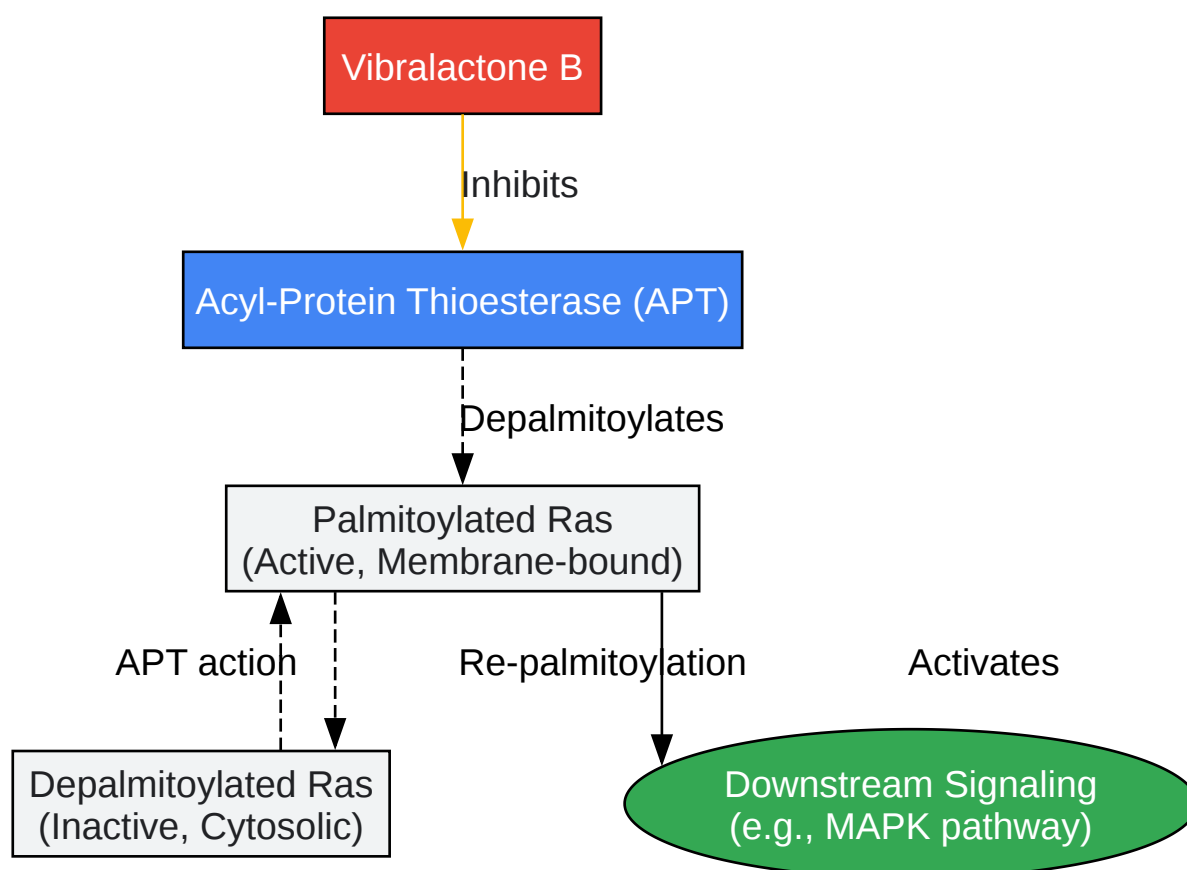 Vibralactone B
Inhibits
Acyl-Protein Thioesterase (APT)
Depalmitoylates
Palmitoylated Ras
(Active, Membrane-bound)
APT action
Re-palmitoylation
Activates
Depalmitoylated Ras
(Inactive, Cytosolic)
Downstream Signaling
(e.g., MAPK pathway)